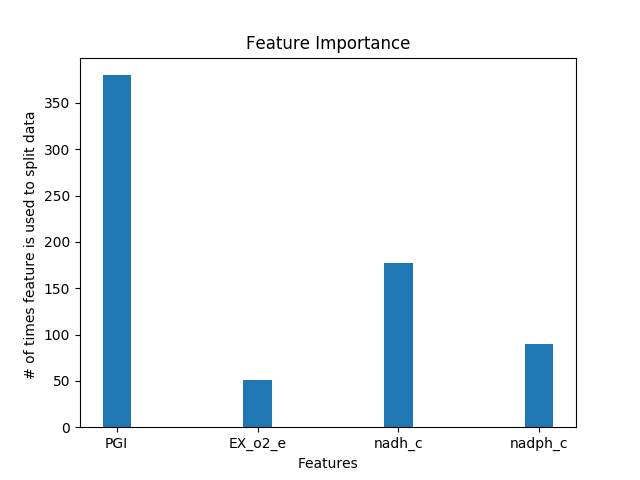 Feature Importance
# of times feature is used to split data
350
300
250
200
150
100
50
0
PGI EX_o2_e nadh_c nadph_c
Features